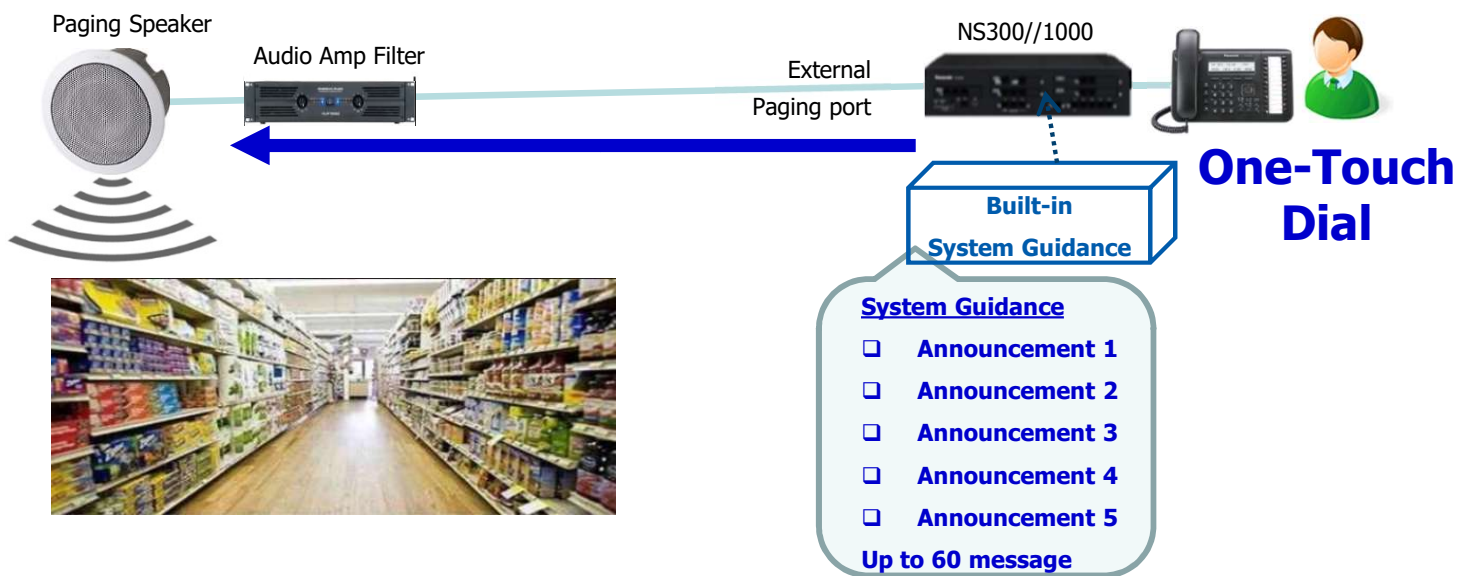 Paging Speaker
Audio Amp Filter
External
Paging port
NS300//1000
One-Touch
Dial
Built-in
System Guidance
System Guidance
❑ Announcement 1
❑ Announcement 2
❑ Announcement 3
❑ Announcement 4
❑ Announcement 5
Up to 60 message